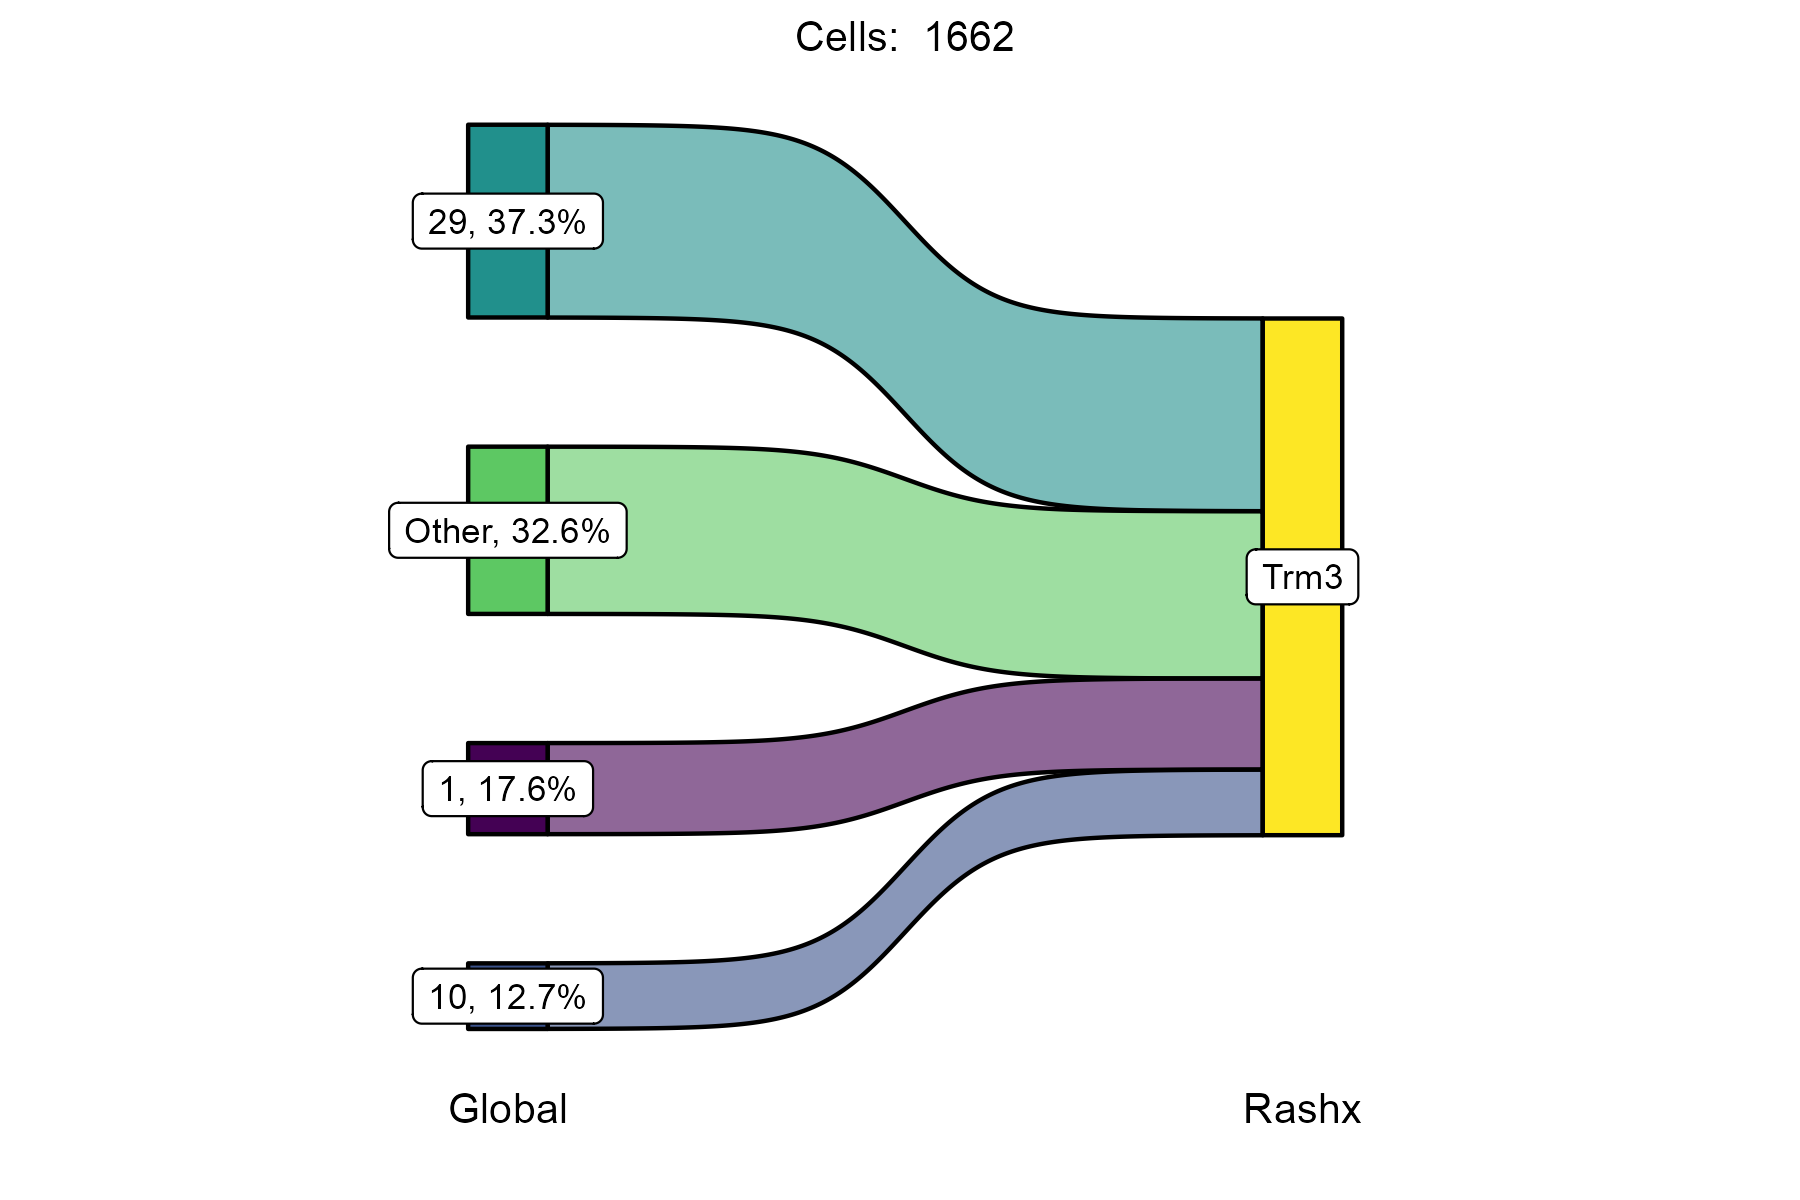 Cells:  1662
29, 37.3%
Other, 32.6%
Trm3
1, 17.6%
10, 12.7%
Global
Rashx